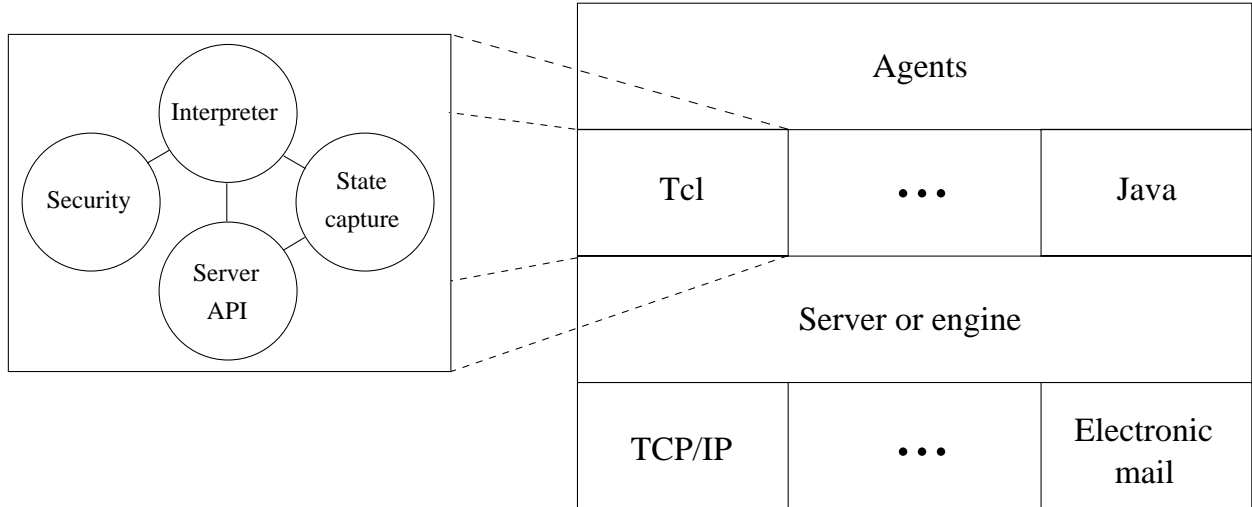 Agents
Interpreter
Security
State
capture
Server
API
Tcl
•••
Java
Server or engine
TCP/IP
•••
Electronic
mail